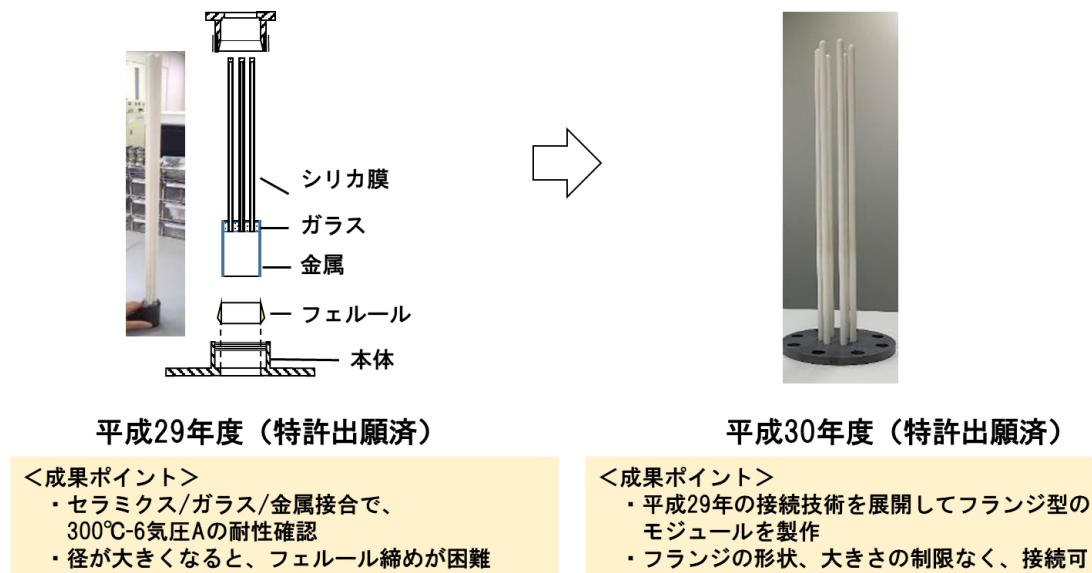 シリカ膜
ガラス
金属
フェルール
本体
平成29年度（特許出願済）
＜成果ポイント＞
・セラミクス/ガラス/金属接合で、
300℃-6気圧Aの耐性確認
・径が大きくなると、フェルール締めが困難
平成30年度（特許出願済）
＜成果ポイント＞
・平成29年の接続技術を展開してフランジ型の
モジュールを製作
・フランジの形状、大きさの制限なく、接続可